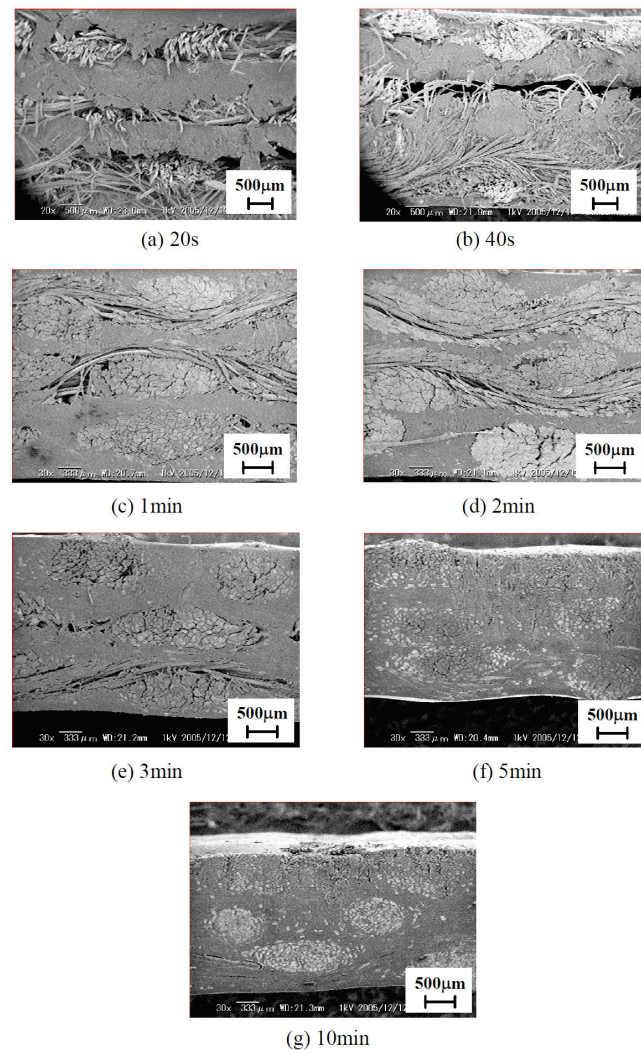 500μm
20x 500μm WD:23.0mm 1kV 2005/12/1
(a) 20s
500μm
20x 500μm WD:21.9mm 1kV 2005/12/1
(b) 40s
500μm
30x 333μm WD:20.7mm 1kV 2005/12/1
(c) 1min
500μm
30x 333μm 1kV 2005/12/1
(d) 2min
500μm
30x 333μm WD:21.2mm 1kV 2005/12/12
(e) 3min
500μm
30x 333μm WD:20.4mm 1kV 2005/12/12
(f) 5min
500μm
30x 333μm WD:21.3mm 1kV 2005/12/12
(g) 10min